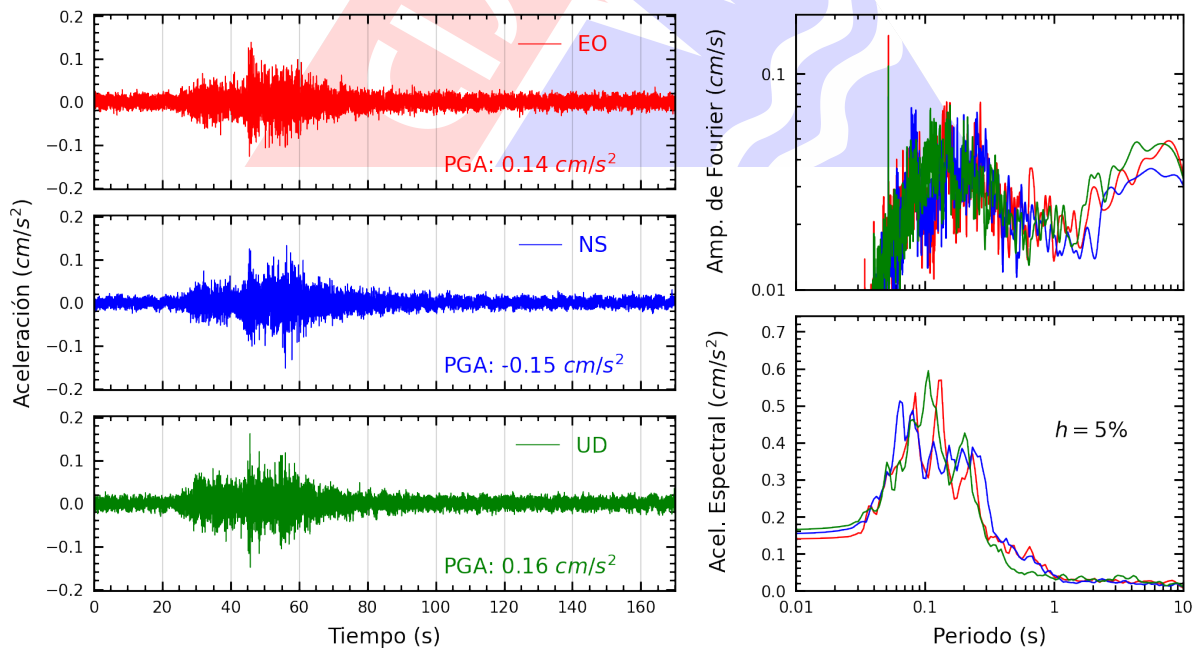 0.2
0.1
0.0
−0.1
−0.2
EO
PGA: 0.14 cm/s²
0.2
0.1
0.0
−0.1
−0.2
NS
PGA: -0.15 cm/s²
0.2
0.1
0.0
−0.1
−0.2
UD
PGA: 0.16 cm/s²
0 20 40 60 80 100 120 140 160
Tiempo (s)
Aceleración (cm/s²)
0.1
0.01
Amp. de Fourier (cm/s)
0.7
0.6
0.5
0.4
0.3
0.2
0.1
0.0
Acel. Espectral (cm/s²)
h = 5%
0.01 0.1 1 10
Periodo (s)